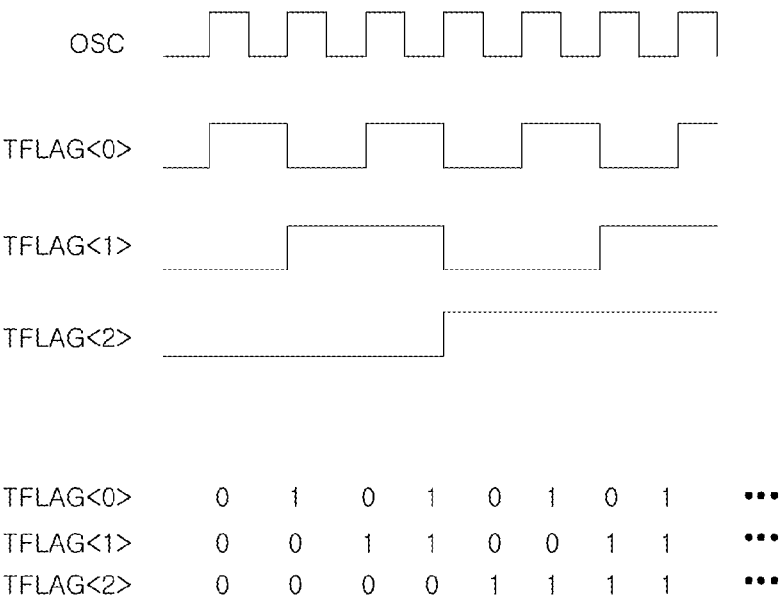 OSC
TFLAG<0>
TFLAG<1>
TFLAG<2>
TFLAG<0> 0 1 0 1 0 1 0 1 •••
TFLAG<1> 0 0 1 1 0 0 1 1 •••
TFLAG<2> 0 0 0 0 1 1 1 1 •••